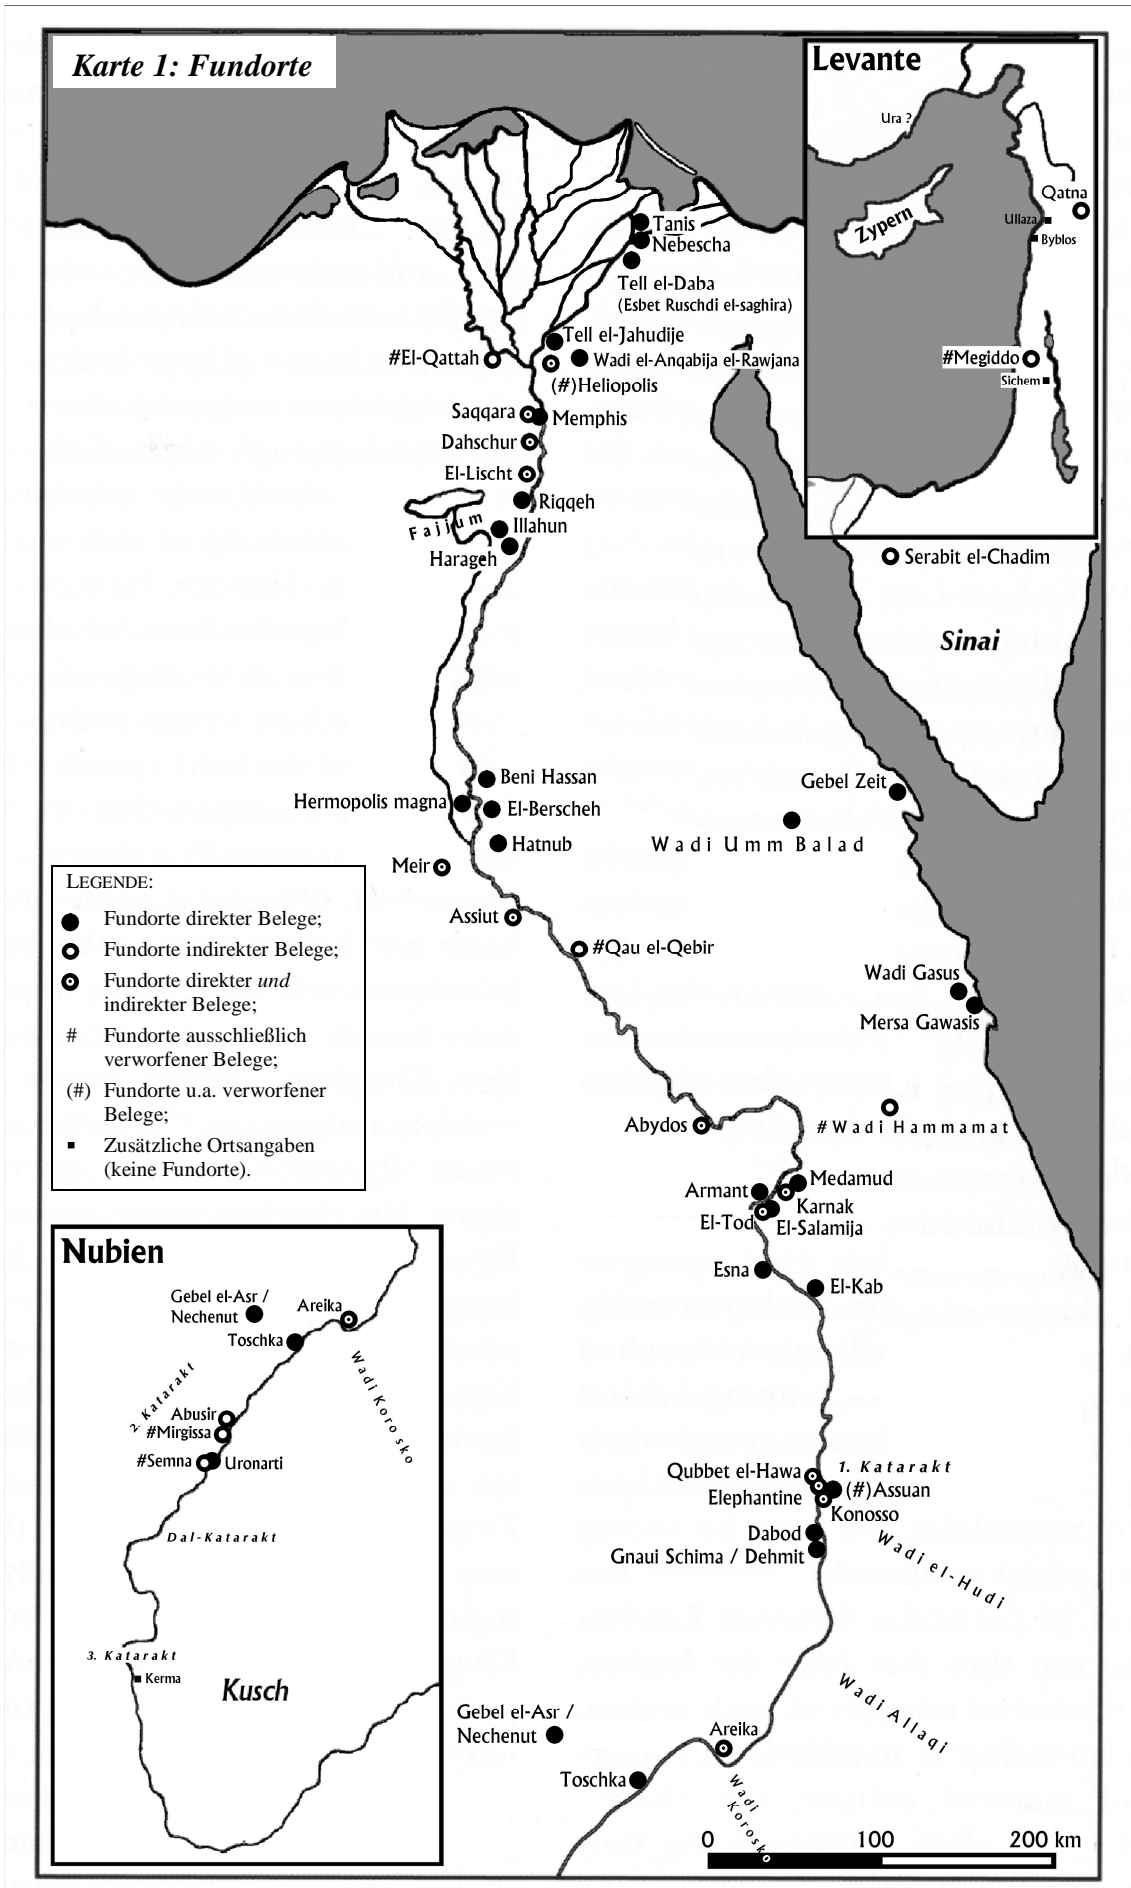 Karte 1: Fundorte
Levante
Ura ?
Qatna
Zypern
Ullaza
Byblos
#Megiddo
Sichem
Tanis
Nebescha
Tell el-Daba
(Esbet Ruschdi el-saghira)
Tell el-Jahudije
#El-Qattah
Wadi el-Anqabija el-Rawjana
(#)Heliopolis
Saqqara
Memphis
Dahschur
El-Lischt
Riqqeh
Fajjum
Illahun
Harageh
Serabit el-Chadim
Sinai
Beni Hassan
Gebel Zeit
Hermopolis magna
El-Berscheh
Hatnub
Wadi Umm Balad
Meir
Assiut
#Qau el-Qebir
Wadi Gasus
Mersa Gawasis
Abydos
#Wadi Hammamat
Armant
Medamud
Karnak
El-Tod
El-Salamija
Esna
El-Kab
Qubbet el-Hawa
1. Katarakt
Elephantine
(#)Assuan
Konosso
Dabod
Gnaui Schima / Dehmit
Wadi el-Hudi
Wadi Allaqi
Gebel el-Asr /
Nechenut
Areika
Toschka
Wadi
Korosko
0 100 200 km
LEGENDE:
Fundorte direkter Belege;
Fundorte indirekter Belege;
Fundorte direkter und
indirekter Belege;
# Fundorte ausschließlich
verworfener Belege;
(#) Fundorte u.a. verworfener
Belege;
Zusätzliche Ortsangaben
(keine Fundorte).
Nubien
Gebel el-Asr /
Nechenut
Areika
Toschka
Wadi Korosko
2. Katarakt
Abusir
#Mirgissa
#Semna
Uronarti
Dal-Katarakt
3. Katarakt
Kerma
Kusch